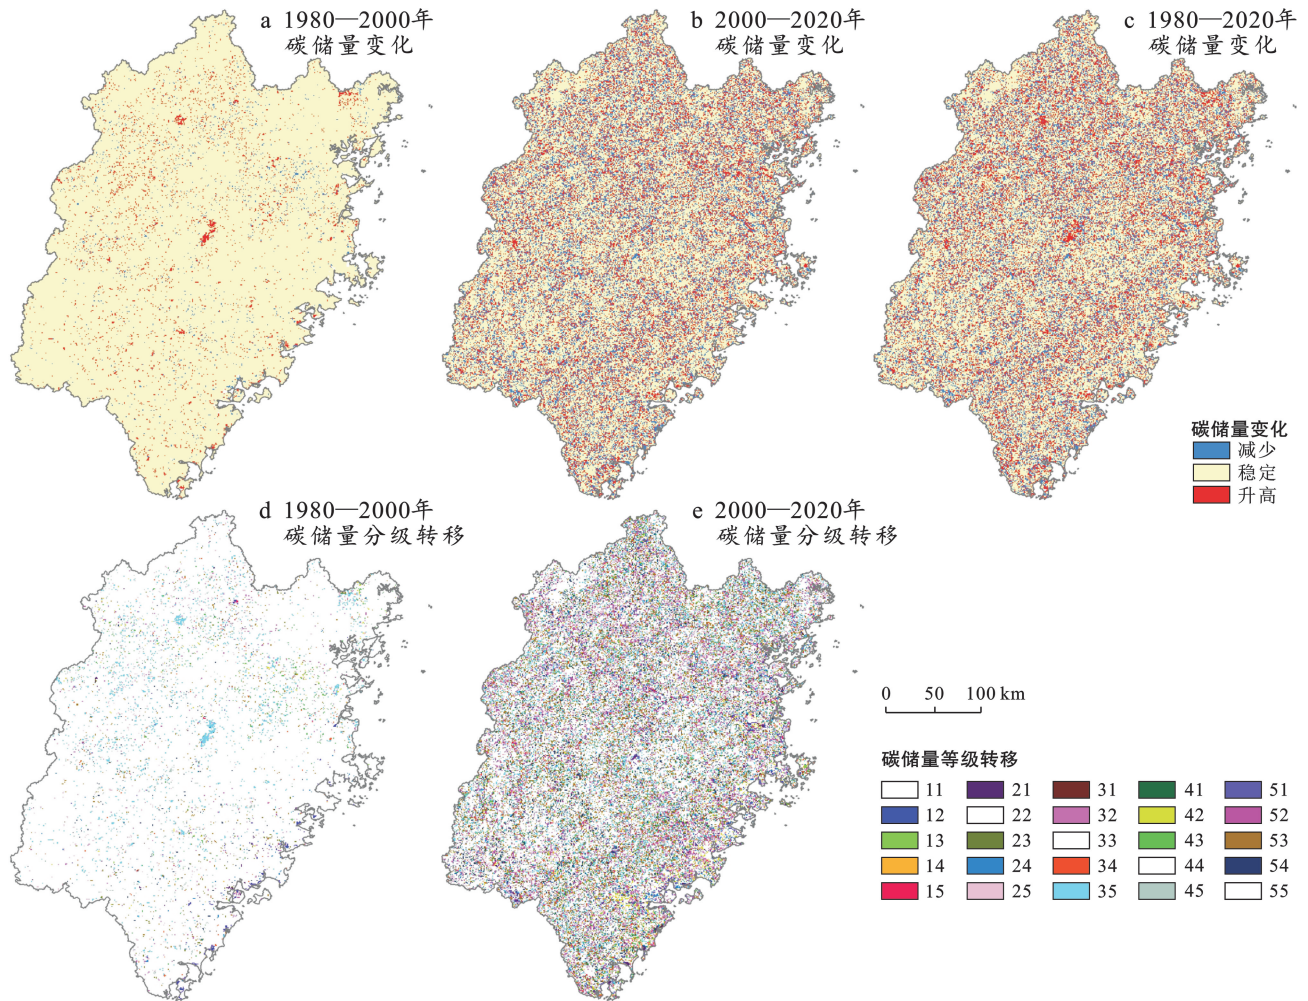 a 1980—2000年
碳储量变化
b 2000—2020年
碳储量变化
c 1980—2020年
碳储量变化
碳储量变化
减少
稳定
升高
d 1980—2000年
碳储量分级转移
e 2000—2020年
碳储量分级转移
0 50 100 km
碳储量等级转移
11 21 31 41 51
12 22 32 42 52
13 23 33 43 53
14 24 34 44 54
15 25 35 45 55